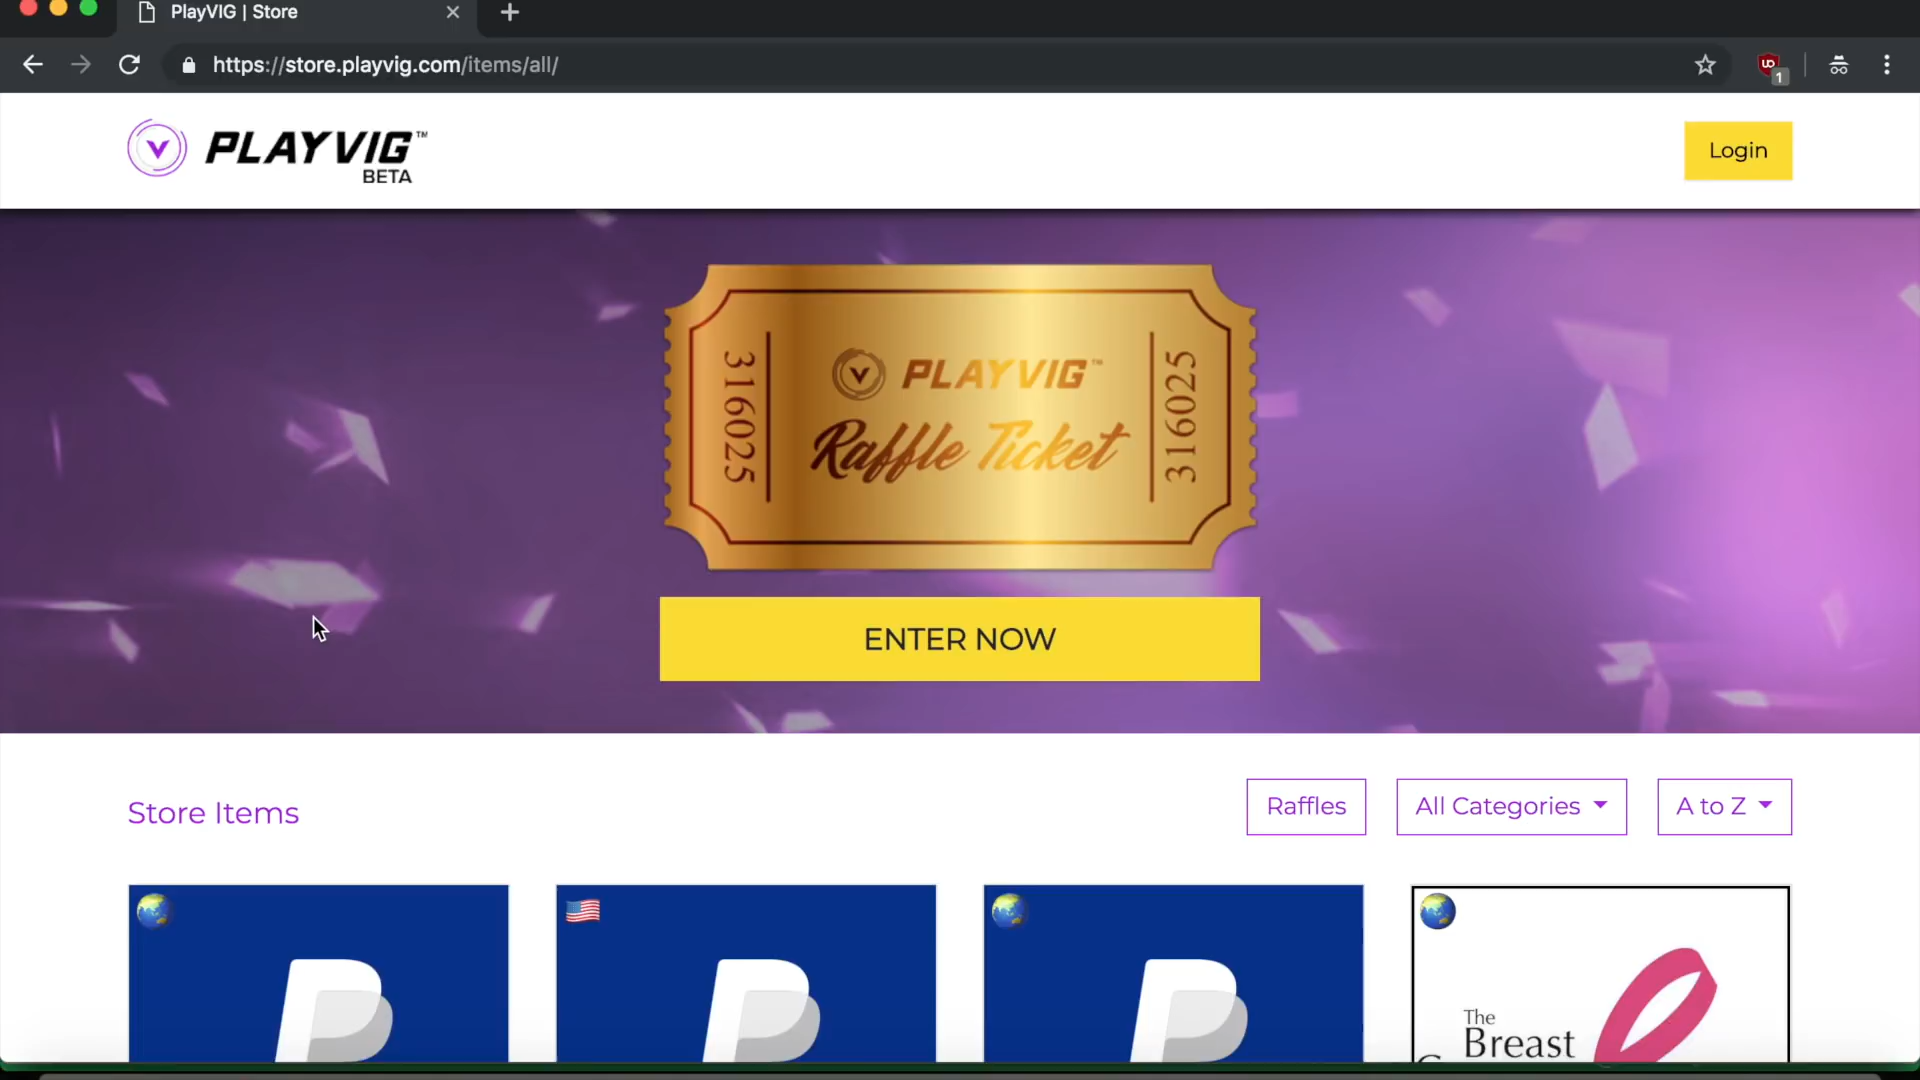 PlayVIG | Store
https://store.playvig.com/items/all/
1
PLAYVIG™
BETA
Login
316025
PLAYVIG™
Raffle Ticket
316025
ENTER NOW
Store Items
Raffles
All Categories
A to Z
The
Breast